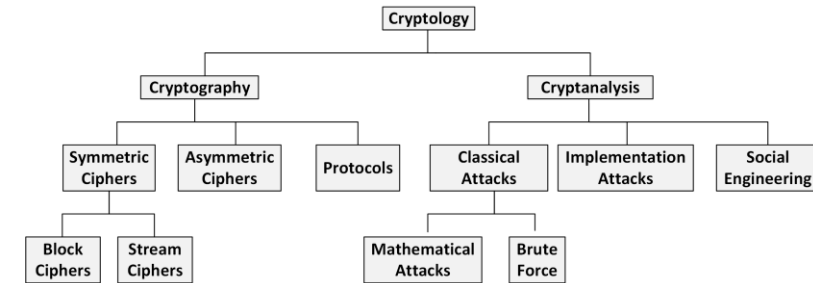 Cryptology
Cryptography
Cryptanalysis
Symmetric
Ciphers
Asymmetric
Ciphers
Protocols
Classical
Attacks
Implementation
Attacks
Social
Engineering
Block
Ciphers
Stream
Ciphers
Mathematical
Attacks
Brute
Force